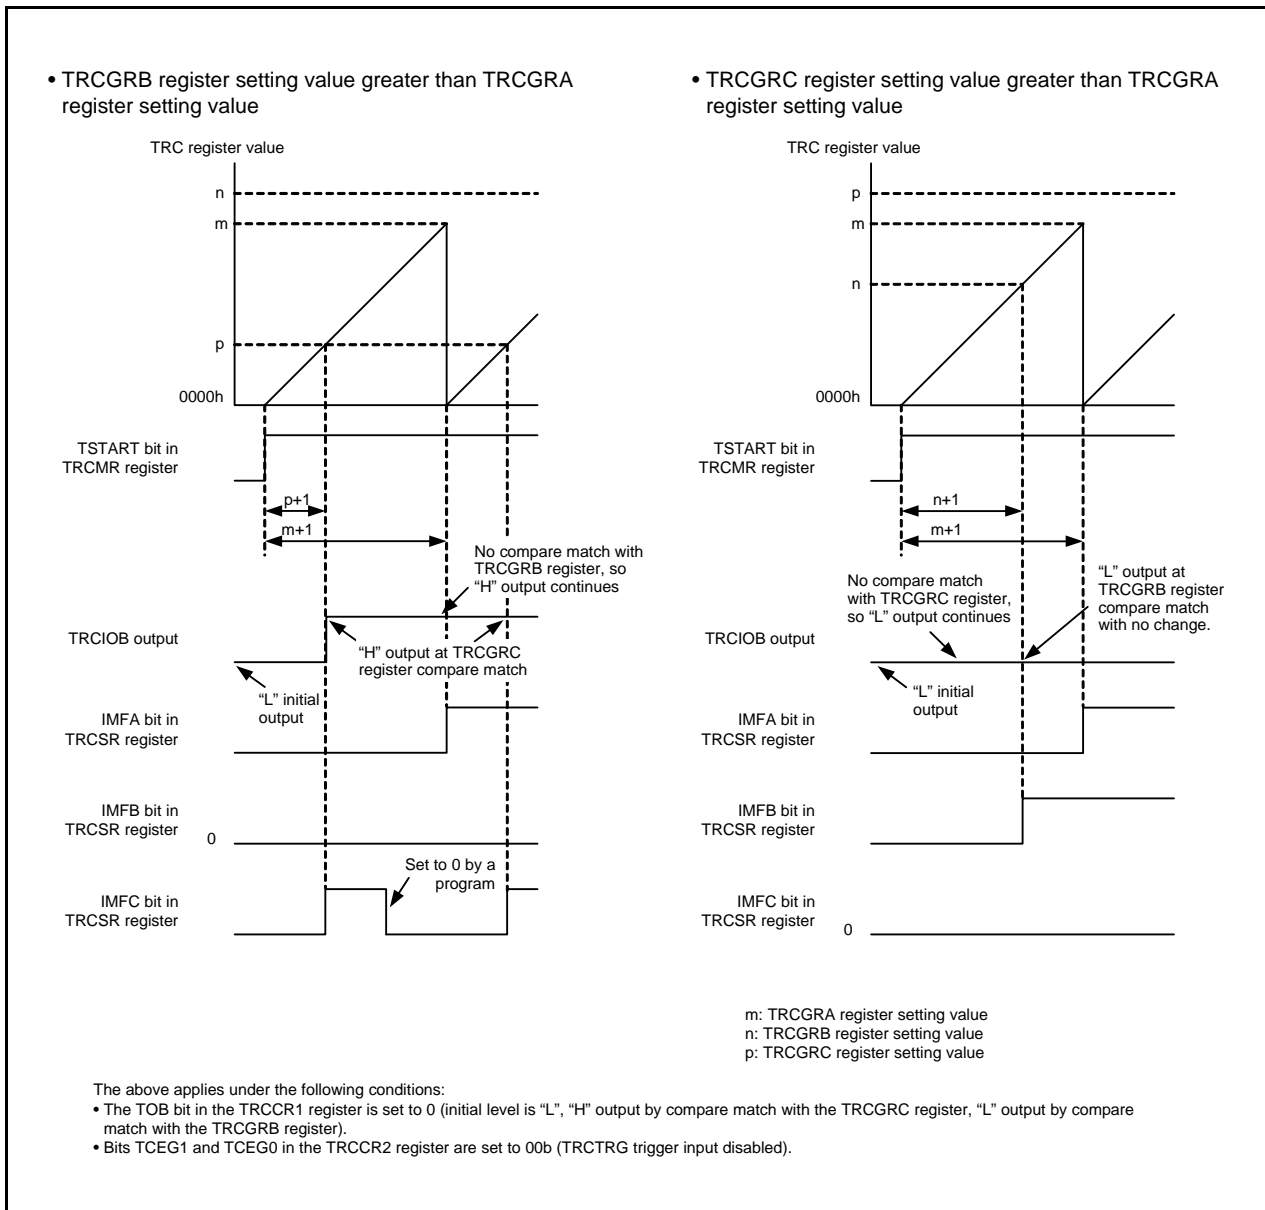 • TRCGRB register setting value greater than TRCGRA
register setting value
TRC register value
n
m
p
0000h
TSTART bit in
TRCMR register
p+1
m+1
No compare match with
TRCGRB register, so
“H” output continues
TRCIOB output
“H” output at TRCGRC
register compare match
“L” initial
output
IMFA bit in
TRCSR register
IMFB bit in
TRCSR register
0
Set to 0 by a
program
IMFC bit in
TRCSR register
• TRCGRC register setting value greater than TRCGRA
register setting value
TRC register value
p
m
n
0000h
TSTART bit in
TRCMR register
n+1
m+1
No compare match
with TRCGRC register,
so “L” output continues
“L” output at
TRCGRB register
compare match
with no change.
TRCIOB output
“L” initial
output
IMFA bit in
TRCSR register
IMFB bit in
TRCSR register
IMFC bit in
TRCSR register
0
m: TRCGRA register setting value
n: TRCGRB register setting value
p: TRCGRC register setting value
The above applies under the following conditions:
• The TOB bit in the TRCCR1 register is set to 0 (initial level is “L”, “H” output by compare match with the TRCGRC register, “L” output by compare
match with the TRCGRB register).
• Bits TCEG1 and TCEG0 in the TRCCR2 register are set to 00b (TRCTRG trigger input disabled).